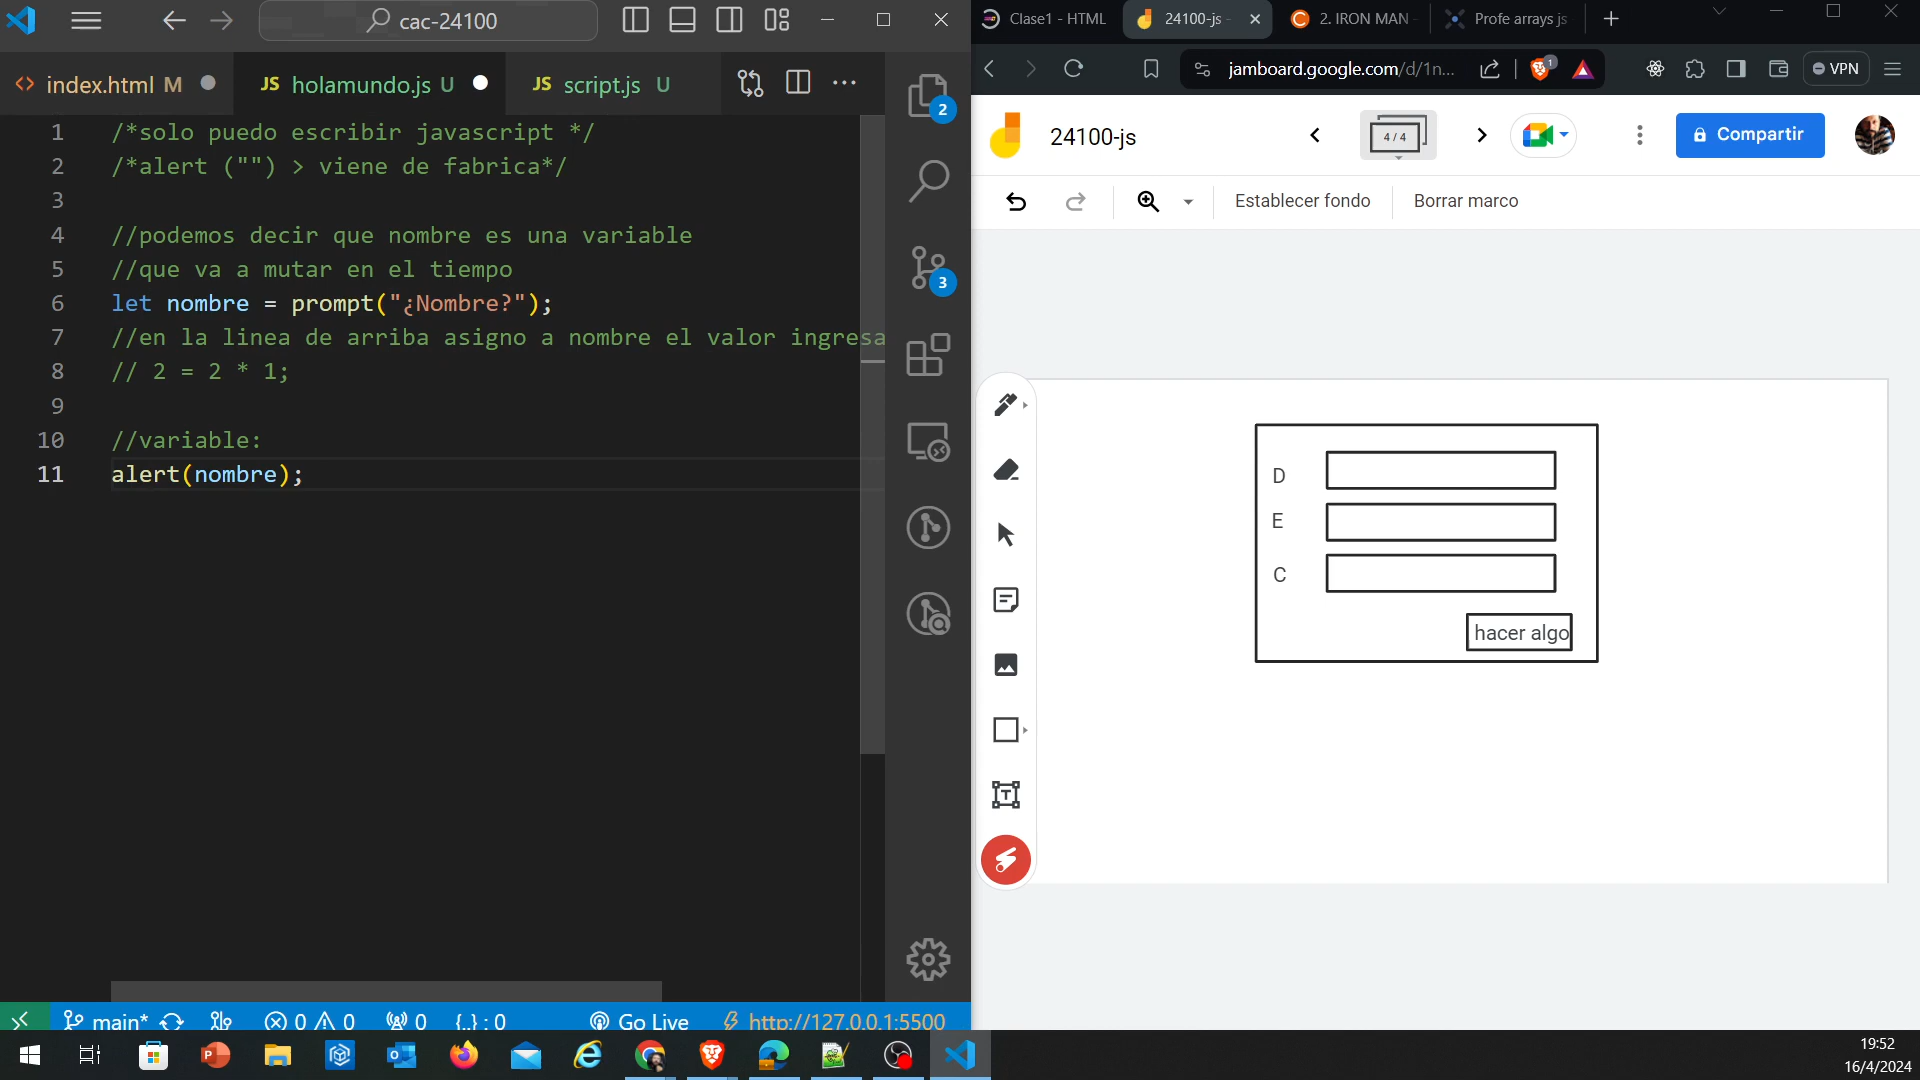 cac-24100
index.html M
JS holamundo.js U
JS script.js U
1 /*solo puedo escribir javascript */
2 /*alert ("") > viene de fabrica*/
3
4 //podemos decir que nombre es una variable
5 //que va a mutar en el tiempo
6 let nombre = prompt("¿Nombre?");
7 //en la linea de arriba asigno a nombre el valor ingresa
8 // 2 = 2 * 1;
9
10 //variable:
11 alert(nombre);
2
3
main*
0 0
0
{..} : 0
Go Live
http://127.0.0.1:5500
Clase1 - HTML
24100-js -
2. IRON MAN -
Profe arrays js
jamboard.google.com/d/1n...
1
VPN
24100-js
4 / 4
Compartir
Establecer fondo
Borrar marco
D
E
C
hacer algo
19:52
16/4/2024